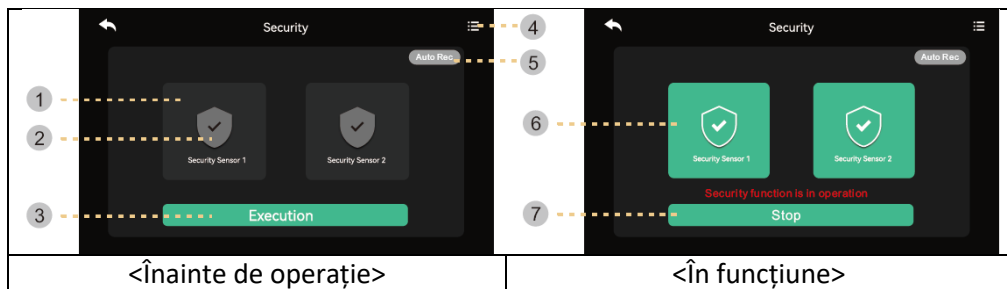 Security
4
Auto Rec
5
1
2
Security Sensor 1
Security Sensor 2
3
Execution
<Înainte de operație>
Security
Auto Rec
6
Security Sensor 1
Security Sensor 2
Security function is in operation
7
Stop
<În funcțiune>